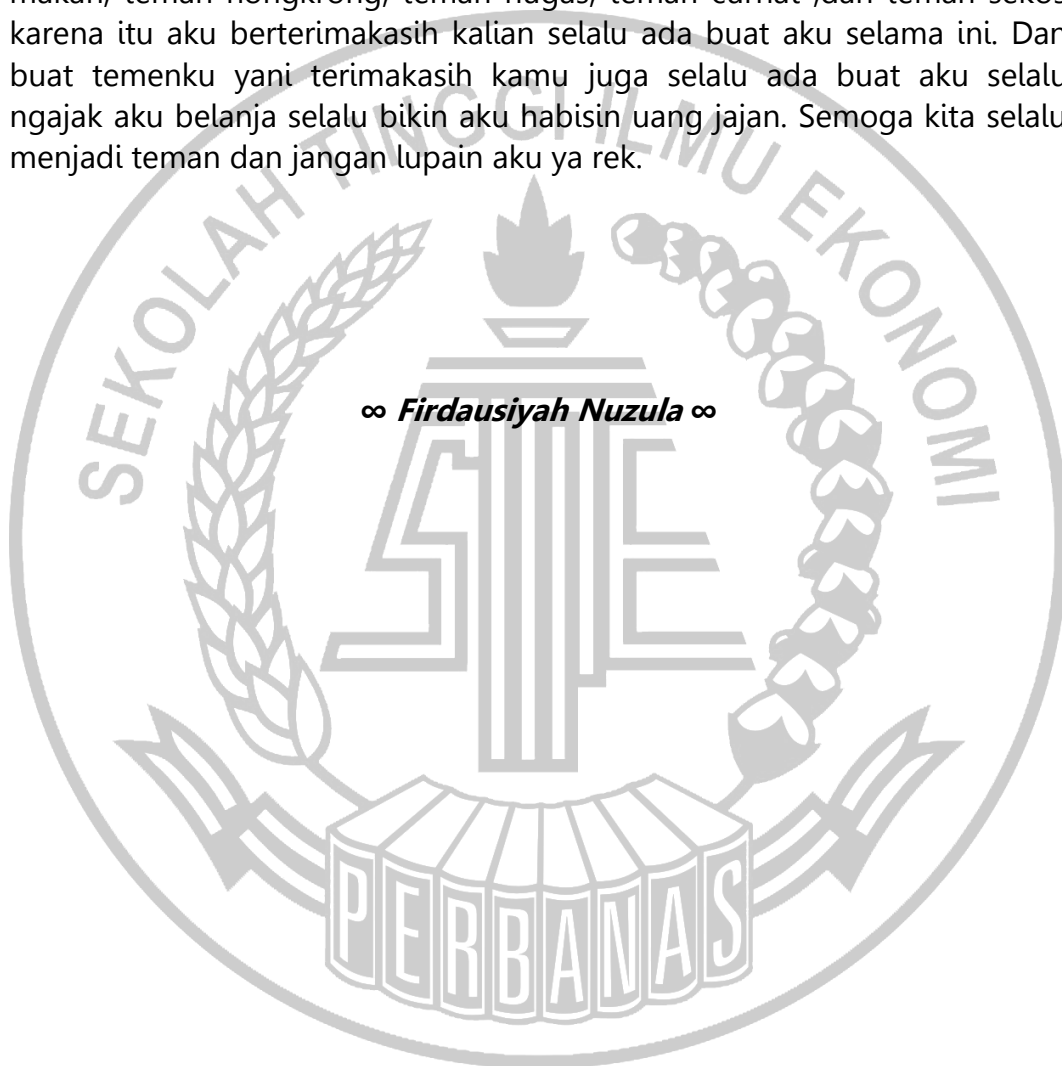 makan, teman nongkrong, teman nugas, teman curhat ,dan teman sekos
karena itu aku berterimakasih kalian selalu ada buat aku selama ini. Dan
buat temenku yani terimakasih kamu juga selalu ada buat aku selalu
ngajak aku belanja selalu bikin aku habisin uang jajan. Semoga kita selalu
menjadi teman dan jangan lupain aku ya rek.
SEKOLAH TINGGI ILMU EKONOMI
∞ Firdausiyah Nuzula ∞
STIE
PERBANAS